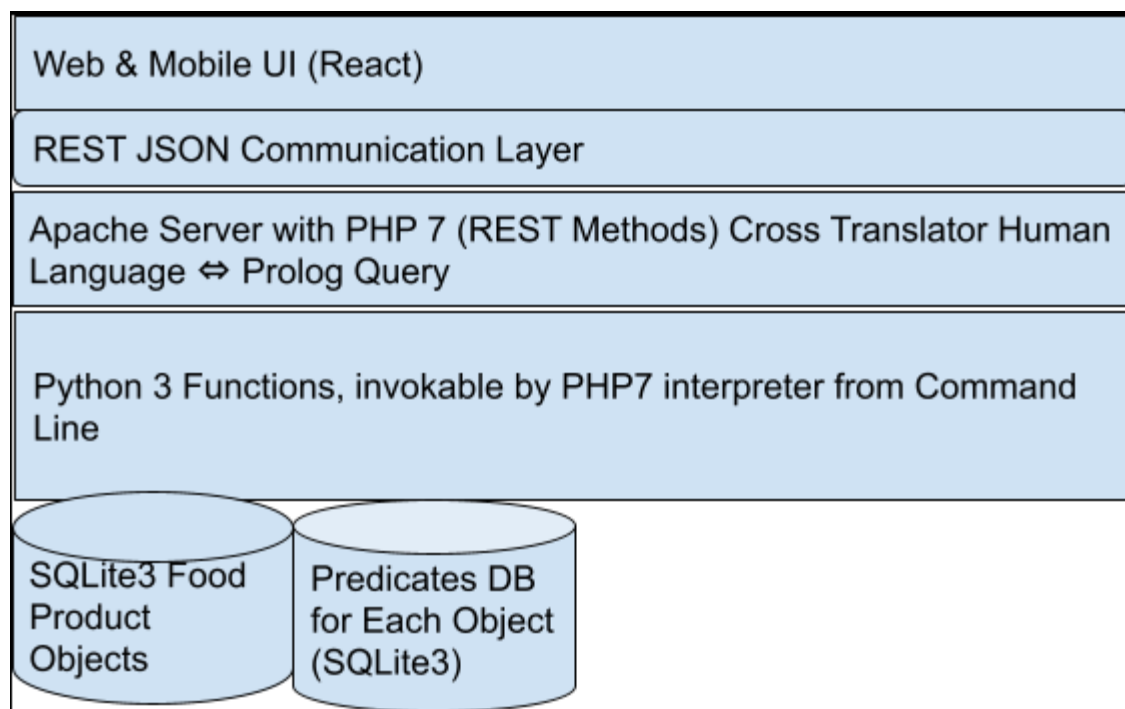 Web & Mobile UI (React)
REST JSON Communication Layer
Apache Server with PHP 7 (REST Methods) Cross Translator Human
Language ⇔ Prolog Query
Python 3 Functions, invokable by PHP7 interpreter from Command
Line
SQLite3 Food
Product
Objects
Predicates DB
for Each Object
(SQLite3)